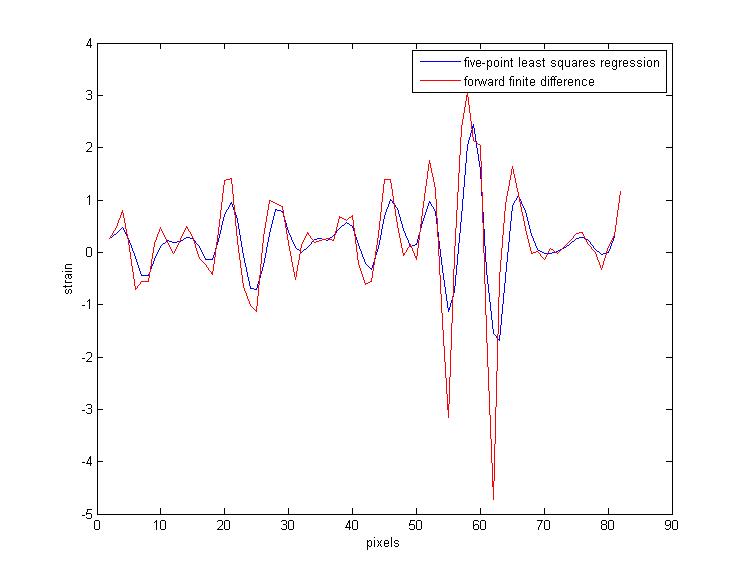 five-point least squares regression
forward finite difference
4
3
2
1
0
-1
-2
-3
-4
-5
strain
0 10 20 30 40 50 60 70 80 90
pixels